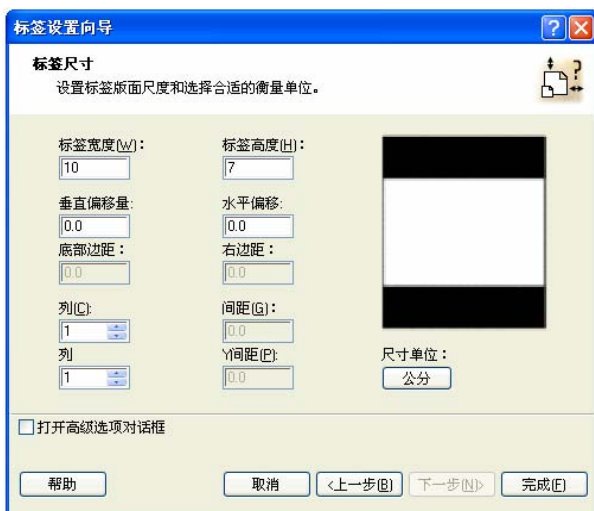 标签设置向导
标签尺寸
设置标签版面尺度和选择合适的衡量单位。
标签宽度(W)： 标签高度(H)：
10 7
垂直偏移量: 水平偏移:
0.0 0.0
底部边距： 右边距：
0.0 0.0
列(C): 间距(G)：
1 0.0
列 Y间距(P): 尺寸单位：
1 0.0 公分
打开高级选项对话框
帮助 取消 <上一步(B) 下一步(N)> 完成(F)